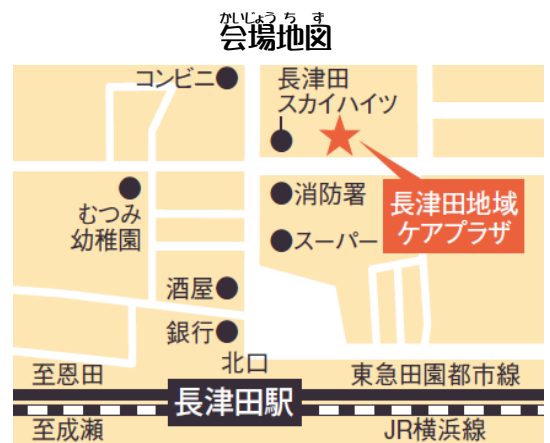 かいじょうちず
会場地図
コンビニ
長津田
スカイハイツ
むつみ
幼稚園
消防署
スーパー
長津田地域
ケアプラザ
酒屋
銀行
北口
至恩田
東急田園都市線
長津田駅
至成瀬
JR横浜線